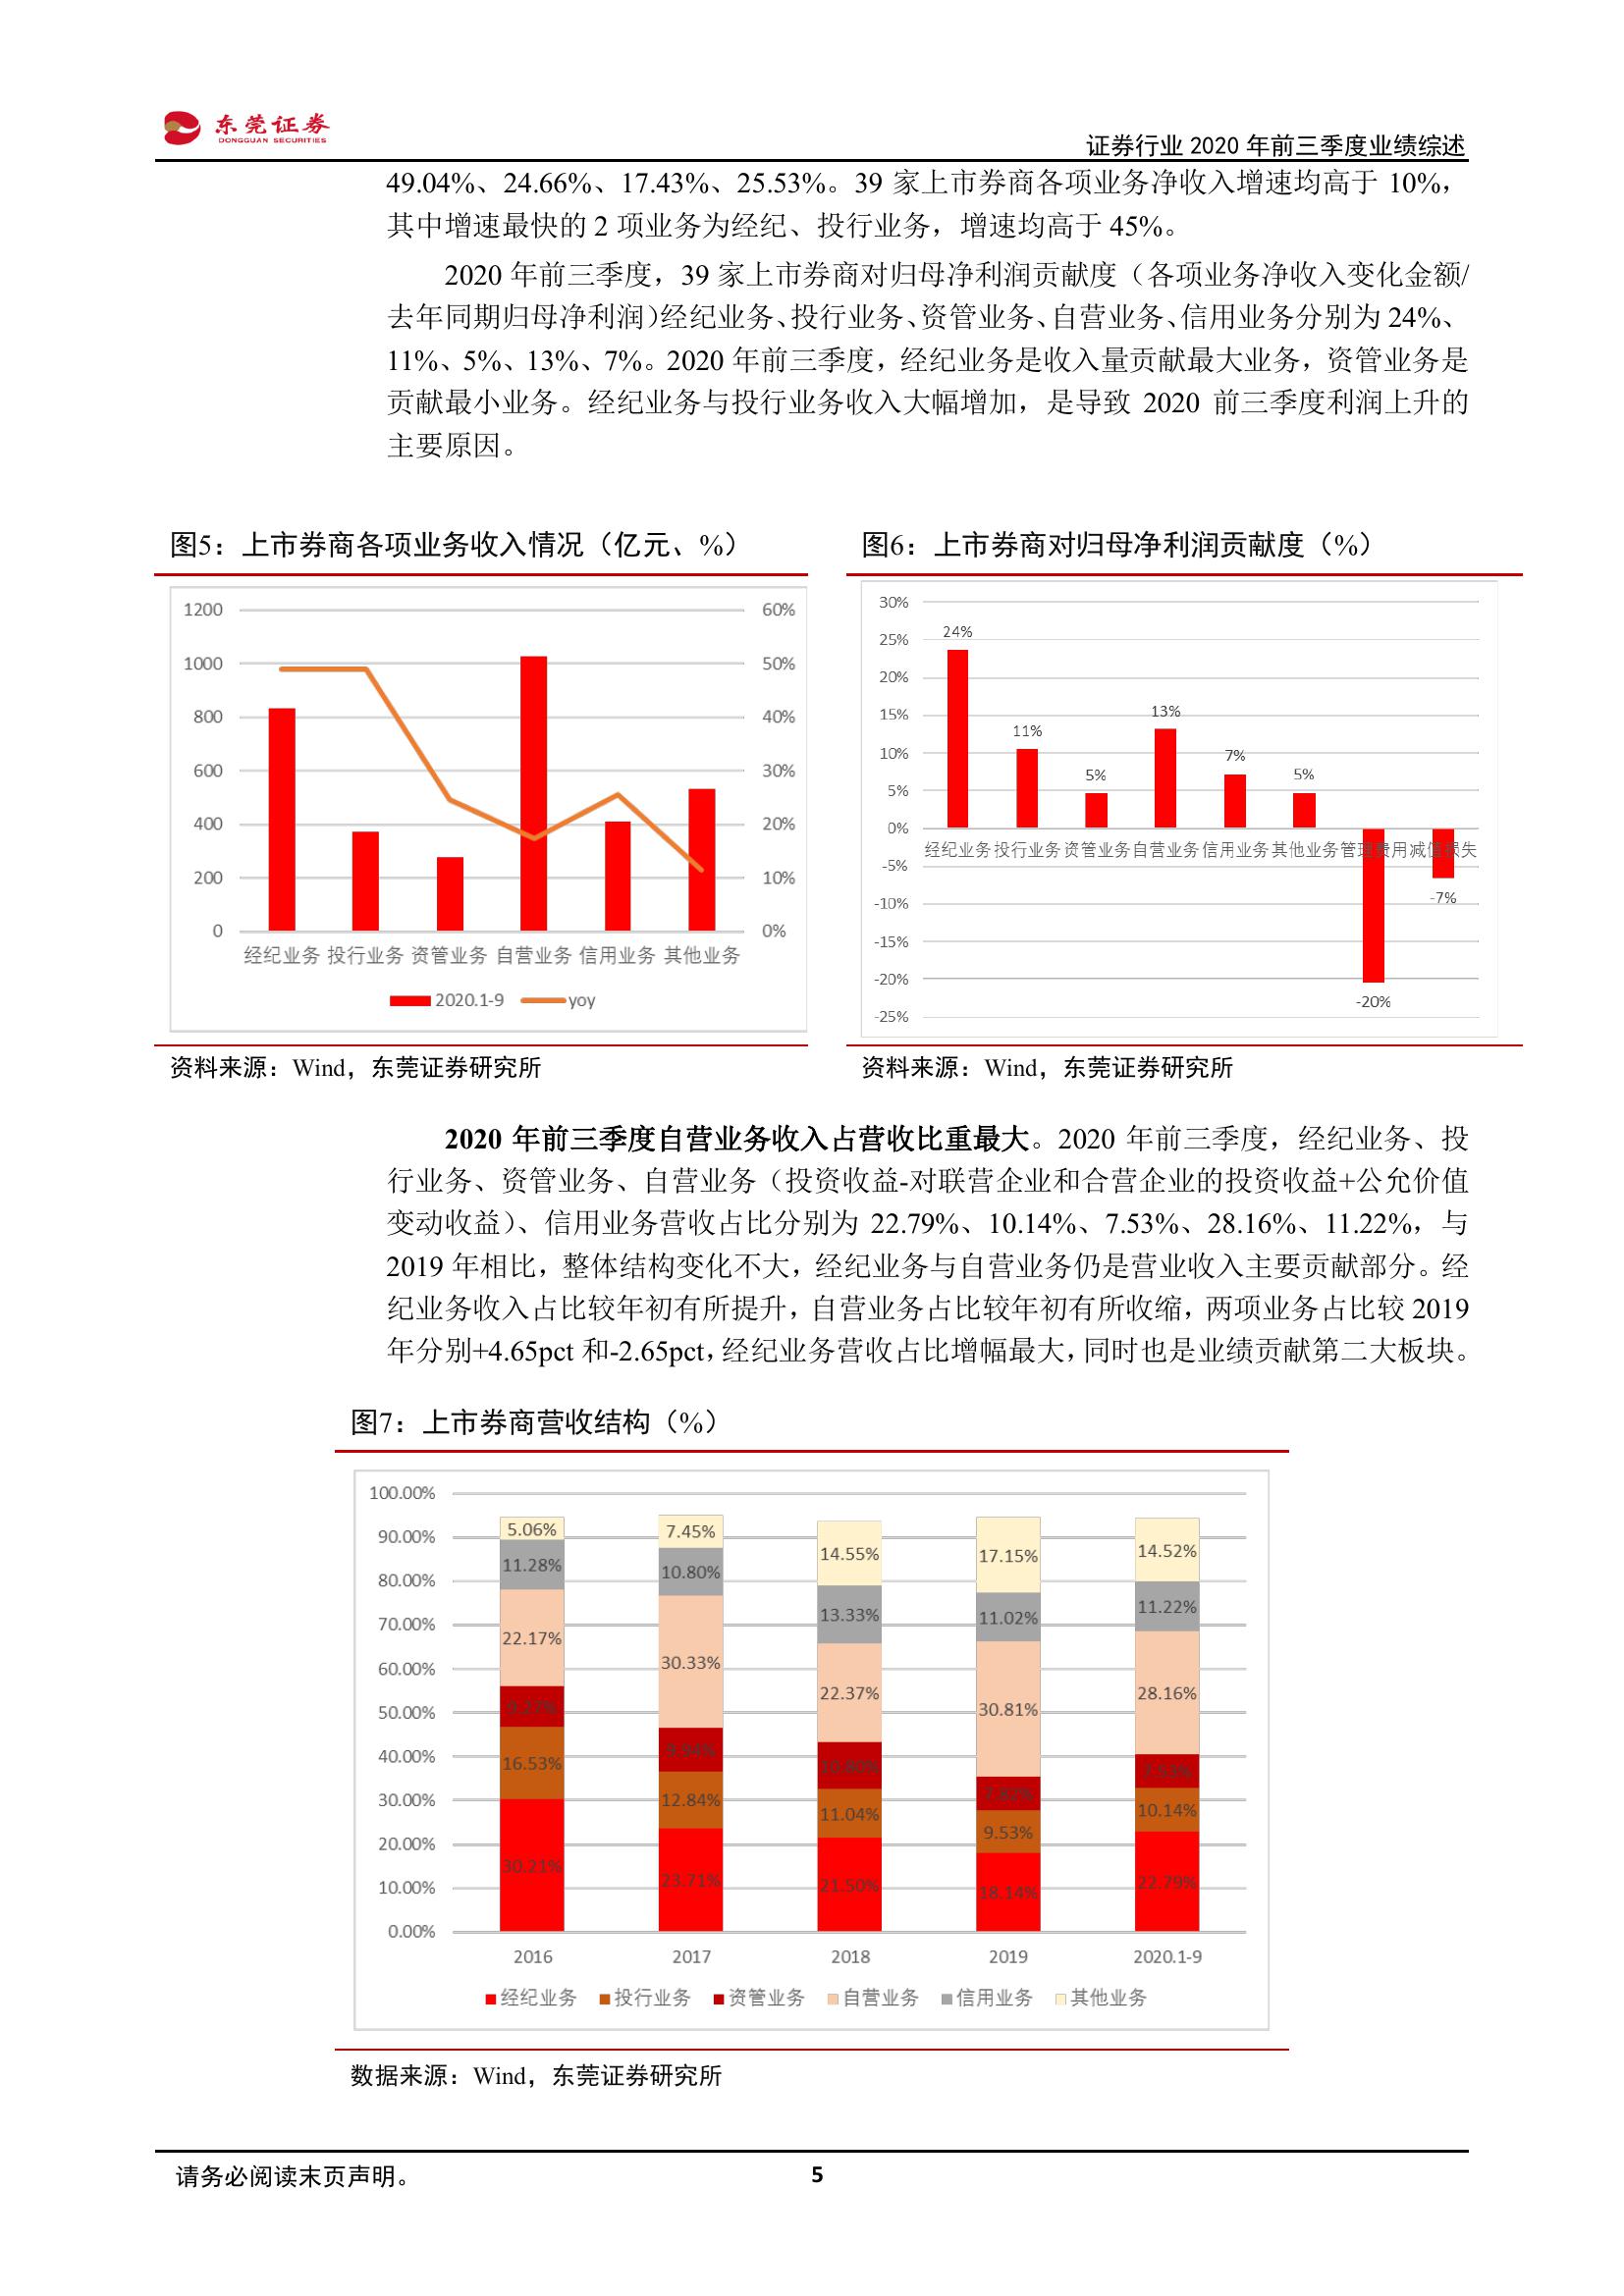 东莞证券
DONGGUAN SECURITIES
证券行业 2020 年前三季度业绩综述
49.04%、24.66%、17.43%、25.53%。39 家上市券商各项业务净收入增速均高于 10%，
其中增速最快的 2 项业务为经纪、投行业务，增速均高于 45%。
2020 年前三季度，39 家上市券商对归母净利润贡献度（各项业务净收入变化金额/
去年同期归母净利润）经纪业务、投行业务、资管业务、自营业务、信用业务分别为 24%、
11%、5%、13%、7%。2020 年前三季度，经纪业务是收入量贡献最大业务，资管业务是
贡献最小业务。经纪业务与投行业务收入大幅增加，是导致 2020 前三季度利润上升的
主要原因。
图5：上市券商各项业务收入情况（亿元、%）
1200 60%
1000 50%
800 40%
600 30%
400 20%
200 10%
0 0%
经纪业务 投行业务 资管业务 自营业务 信用业务 其他业务
2020.1-9 yoy
资料来源：Wind，东莞证券研究所
图6：上市券商对归母净利润贡献度（%）
30%
24%
25%
20%
15%
13%
11%
10%
7%
5%
5%
5%
0%
经纪业务 投行业务 资管业务 自营业务 信用业务 其他业务 管理费用 减值损失
-5%
-7%
-10%
-15%
-20%
-20%
-25%
资料来源：Wind，东莞证券研究所
2020 年前三季度自营业务收入占营收比重最大。2020 年前三季度，经纪业务、投
行业务、资管业务、自营业务（投资收益-对联营企业和合营企业的投资收益+公允价值
变动收益）、信用业务营收占比分别为 22.79%、10.14%、7.53%、28.16%、11.22%，与
2019 年相比，整体结构变化不大，经纪业务与自营业务仍是营业收入主要贡献部分。经
纪业务收入占比较年初有所提升，自营业务占比较年初有所收缩，两项业务占比较 2019
年分别+4.65pct 和-2.65pct，经纪业务营收占比增幅最大，同时也是业绩贡献第二大板块。
图7：上市券商营收结构（%）
100.00%
90.00%
80.00%
70.00%
60.00%
50.00%
40.00%
30.00%
20.00%
10.00%
0.00%
5.06% 7.45% 14.55% 17.15% 14.52%
11.28% 10.80% 13.33% 11.02% 11.22%
22.17% 30.33% 22.37% 30.81% 28.16%
10.80% 7.53%
16.53% 12.84% 11.04% 9.53% 10.14%
30.21% 23.71% 21.50% 18.14% 22.79%
2016 2017 2018 2019 2020.1-9
经纪业务 投行业务 资管业务 自营业务 信用业务 其他业务
数据来源：Wind，东莞证券研究所
请务必阅读末页声明。
5